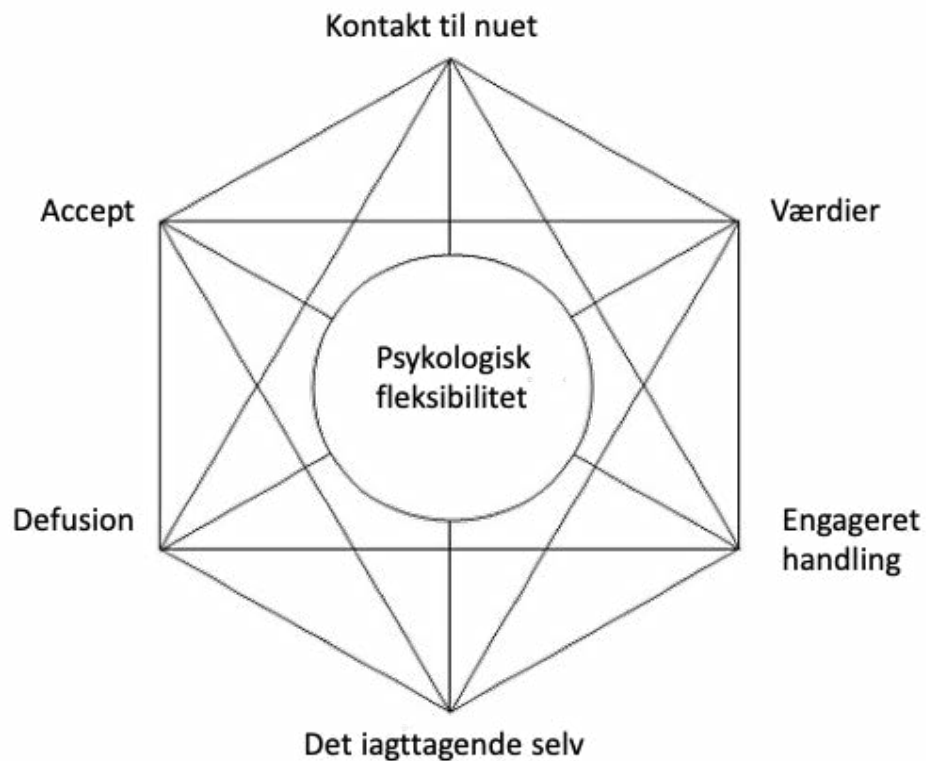 Kontakt til nuet
Accept
Værdier
Psykologisk
fleksibilitet
Defusion
Engageret
handling
Det iagttagende selv